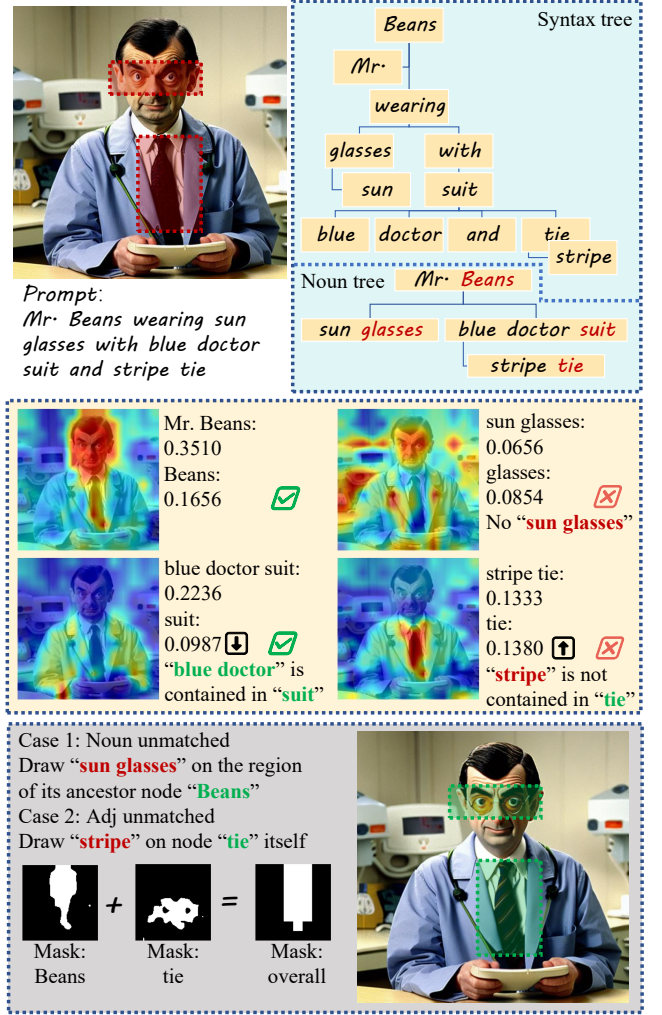 Syntax tree
Beans
Mr.
wearing
glasses
with
sun
suit
blue
doctor
and
tie
stripe
Noun tree
Mr. Beans
sun glasses
blue doctor suit
stripe tie
Prompt:
Mr. Beans wearing sun
glasses with blue doctor
suit and stripe tie
Mr. Beans:
0.3510
Beans:
0.1656
sun glasses:
0.0656
glasses:
0.0854
No “sun glasses”
blue doctor suit:
0.2236
suit:
0.0987
“blue doctor” is
contained in “suit”
stripe tie:
0.1333
tie:
0.1380
“stripe” is not
contained in “tie”
Case 1: Noun unmatched
Draw “sun glasses” on the region
of its ancestor node “Beans”
Case 2: Adj unmatched
Draw “stripe” on node “tie” itself
+
=
Mask:
Beans
Mask:
tie
Mask:
overall